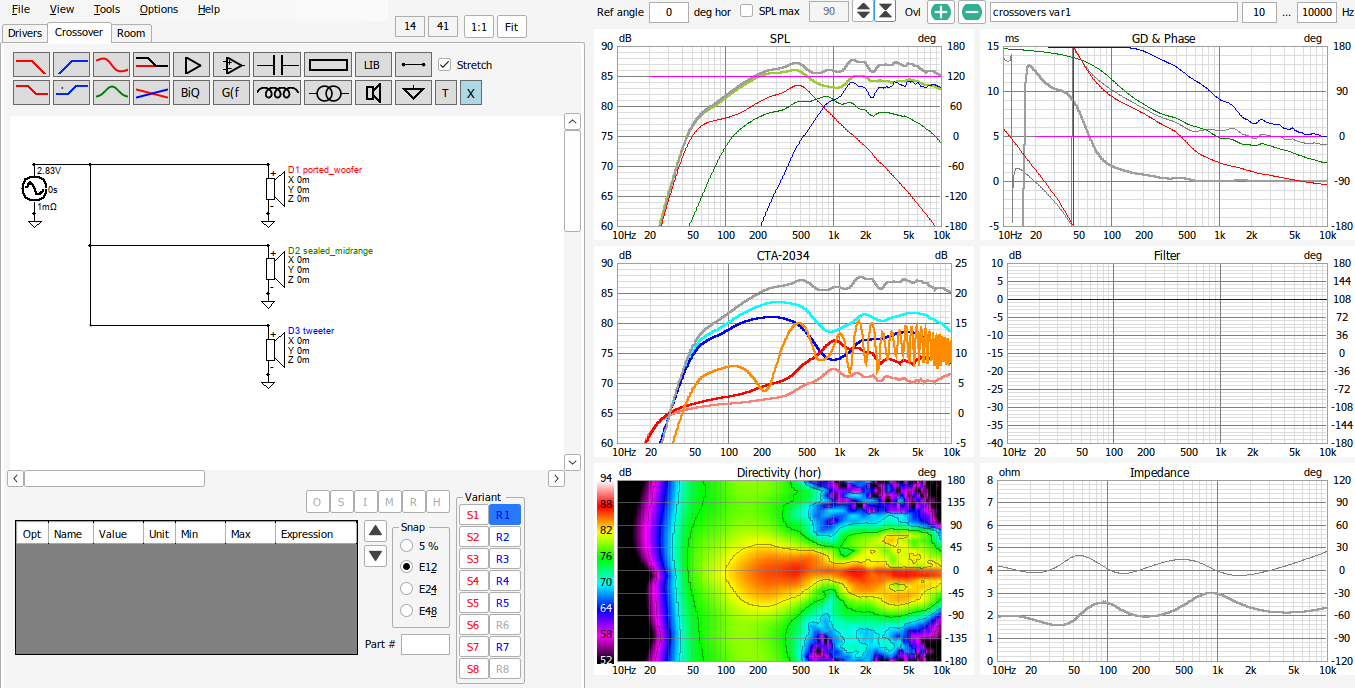 File View Tools Options Help
Drivers Crossover Room
14 41 1:1 Fit
LIB Stretch
BiQ G(f T X
2.83V
0s
1mΩ
D1 ported_woofer
X 0m
Y 0m
Z 0m
D2 sealed_midrange
X 0m
Y 0m
Z 0m
D3 tweeter
X 0m
Y 0m
Z 0m
O S I M R H
Opt Name Value Unit Min Max Expression
Snap
5 %
E12
E24
E48
Part #
Variant
S1 R1
S2 R2
S3 R3
S4 R4
S5 R5
S6 R6
S7 R7
S8 R8
Ref angle 0 deg hor SPL max 90 Ovl crossovers var1 10 ... 10000 Hz
dB SPL deg
90 180
85 120
80 60
75 0
70 -60
65 -120
60 -180
10Hz 20 50 100 200 500 1k 2k 5k 10k
ms GD & Phase deg
15 180
10 90
5 0
0 -90
-5 -180
10Hz 20 50 100 200 500 1k 2k 5k 10k
dB CTA-2034 dB
90 25
85 20
80 15
75 10
70 5
65 0
60 -5
10Hz 20 50 100 200 500 1k 2k 5k 10k
dB Filter deg
10 180
5 144
0 108
-5 72
-10 36
-15 0
-20 -36
-25 -72
-30 -108
-35 -144
-40 -180
10Hz 20 50 100 200 500 1k 2k 5k 10k
dB Directivity (hor) deg
94 180
88 135
82 90
76 45
70 0
64 -45
58 -90
52 -135
-180
10Hz 20 50 100 200 500 1k 2k 5k 10k
ohm Impedance deg
8 120
7 90
6 60
5 30
4 0
3 -30
2 -60
1 -90
0 -120
10Hz 20 50 100 200 500 1k 2k 5k 10k